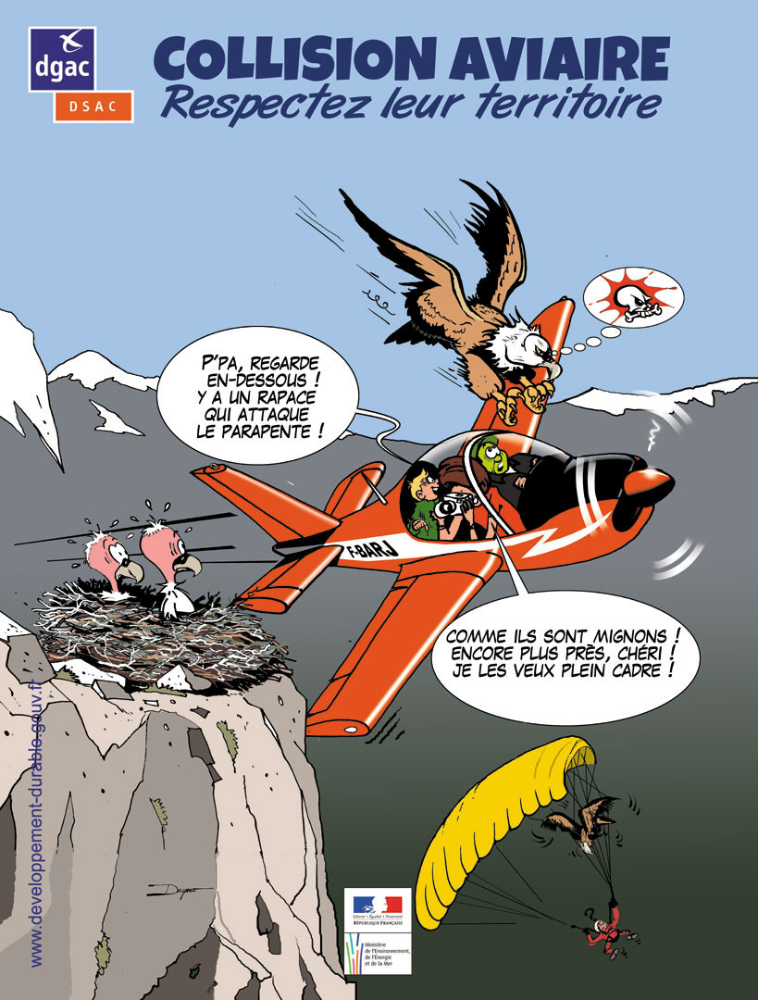 dgac
DSAC
COLLISION AVIAIRE
Respectez leur territoire
P'PA, REGARDE
EN-DESSOUS !
Y A UN RAPACE
QUI ATTAQUE
LE PARAPENTE !
F-BARJ
COMME ILS SONT MIGNONS !
ENCORE PLUS PRÈS, CHÉRI !
JE LES VEUX PLEIN CADRE !
www.developpement-durable.gouv.fr
?
Liberté • Égalité • Fraternité
RÉPUBLIQUE FRANÇAISE
Ministère
de l'Environnement,
de l'Énergie
et de la Mer